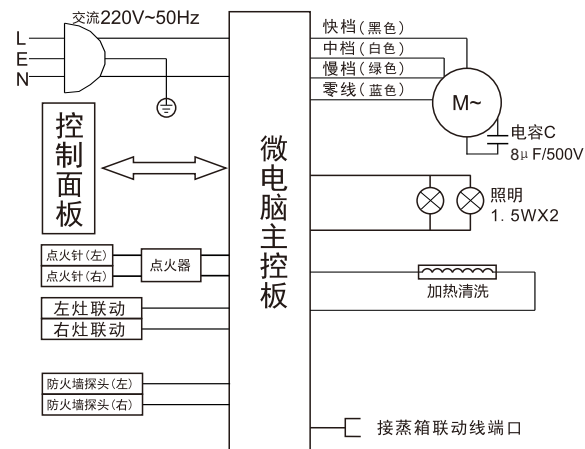 交流220V~50Hz
L
E
N
控制面板
点火针(左)
点火针(右)
点火器
左灶联动
右灶联动
防火墙探头(左)
防火墙探头(右)
微电脑主控板
快档(黑色)
中档(白色)
慢档(绿色)
零线(蓝色)
M~
电容C
8μF/500V
照明
1.5WX2
加热清洗
接蒸箱联动线端口